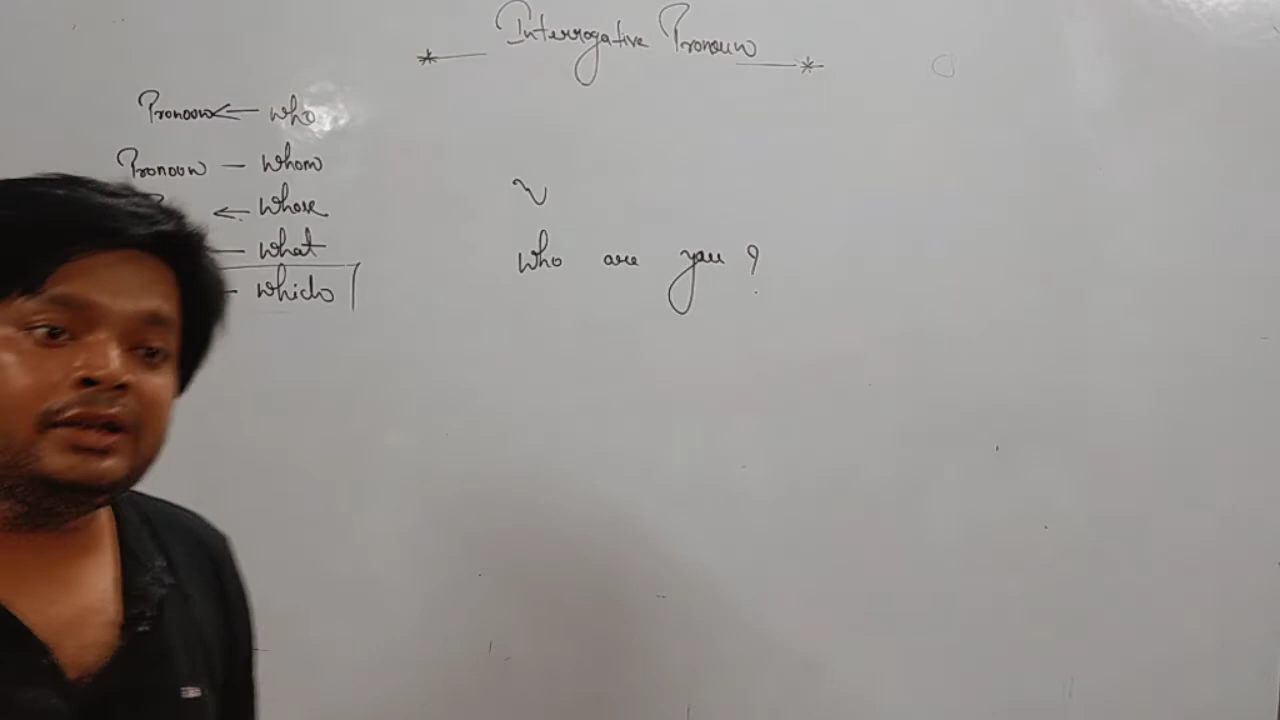 Interrogative Pronoun
Pronoun ← who
Pronoun — Whom
← Whose
— what
— which
Who are you ?